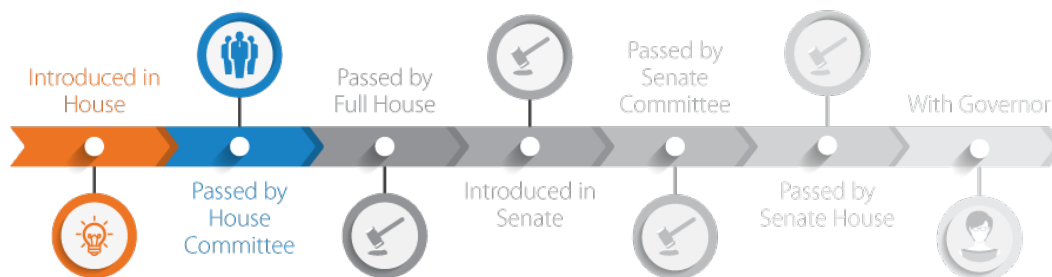 Introduced in
House
Passed by
House
Committee
Passed by
Full House
Introduced in
Senate
Passed by
Senate
Committee
Passed by
Senate House
With Governor